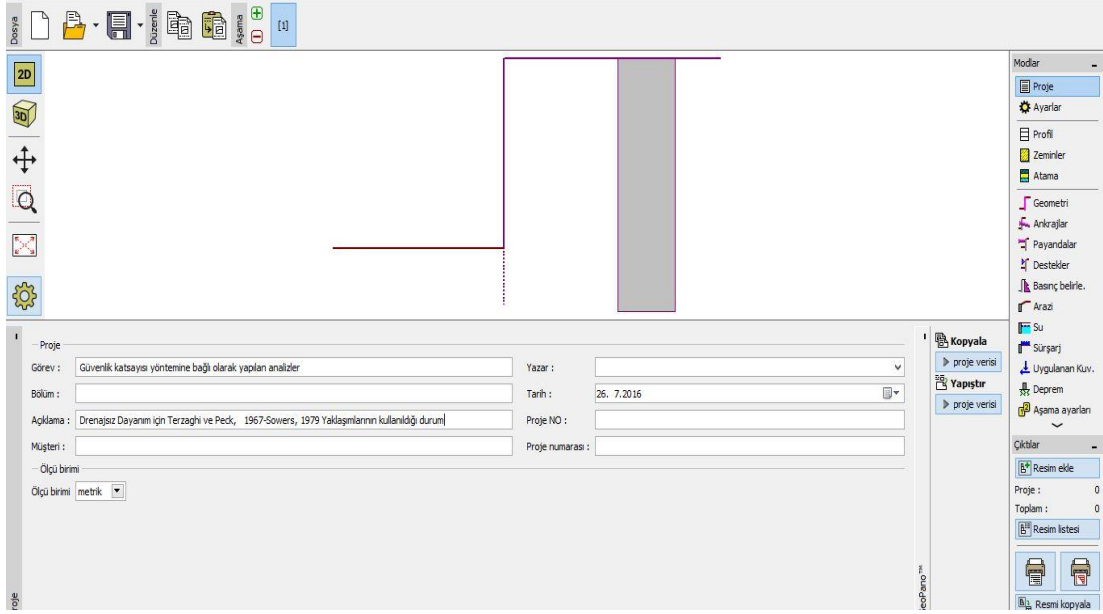 Dosya
Düzenle
Aşama
[1]
2D
3D
Modlar
Proje
Ayarlar
Profil
Zeminler
Atama
Geometri
Ankrajlar
Payandalar
Destekler
Basınç belirle.
Arazi
Su
Sürşarj
Uygulanan Kuv.
Deprem
Aşama ayarları
Proje
Görev : Güvenlik katsayısı yöntemine bağlı olarak yapılan analizler
Yazar :
Bölüm :
Tarih : 26. 7.2016
Açıklama : Drenajsız Dayanım için Terzaghi ve Peck, 1967-Sowers, 1979 Yaklaşımlarının kullanıldığı durum
Proje NO :
Müşteri :
Proje numarası :
Ölçü birimi
Ölçü birimi metrik
Kopyala
proje verisi
Yapıştır
proje verisi
Çıktılar
Resim ekle
Proje : 0
Toplam : 0
Resim listesi
Resmi kopyala
roje
eoPano™